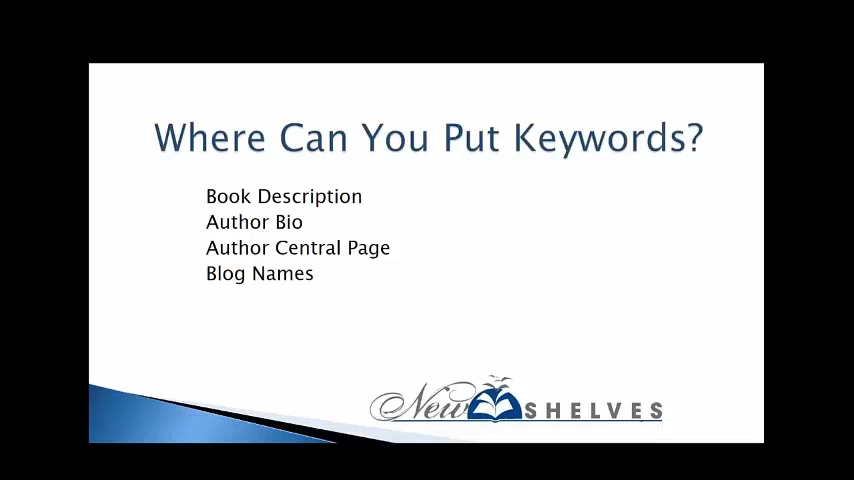 Where Can You Put Keywords?
Book Description
Author Bio
Author Central Page
Blog Names
New SHELVES